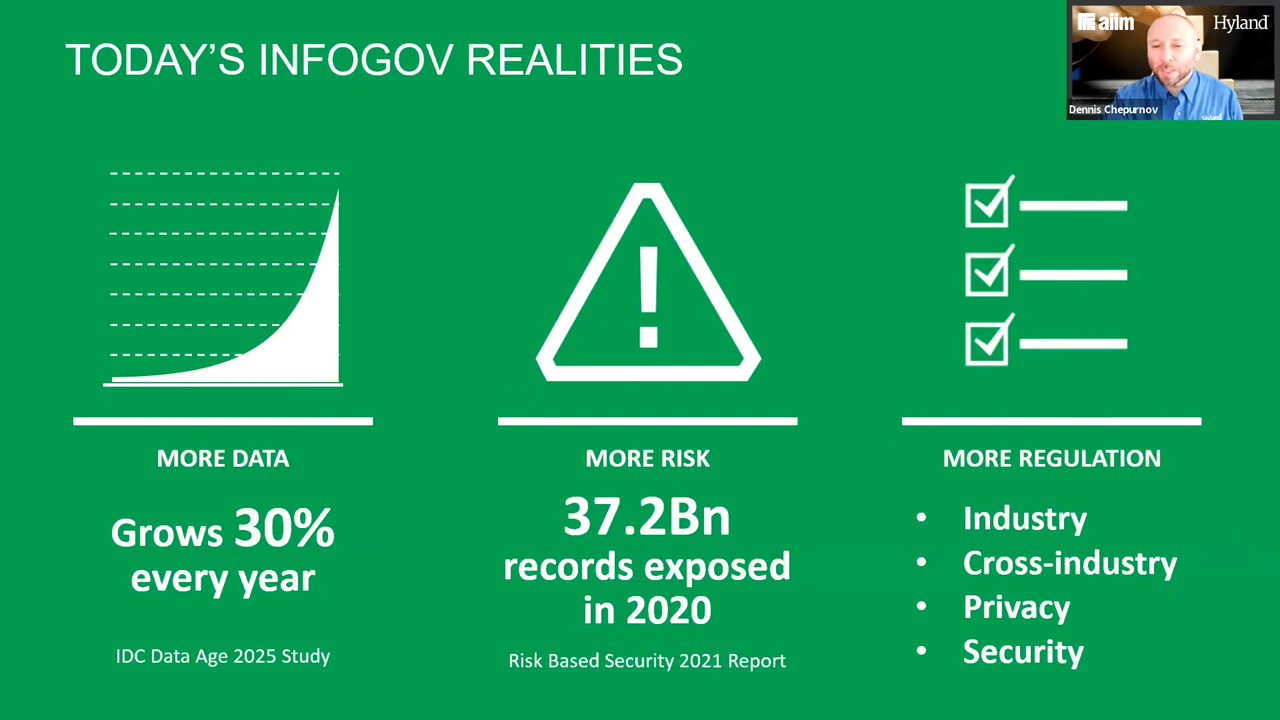 TODAY'S INFOGOV REALITIES
aiim
Hyland
Dennis Chepurnov
MORE DATA
Grows 30%
every year
IDC Data Age 2025 Study
MORE RISK
37.2Bn
records exposed
in 2020
Risk Based Security 2021 Report
MORE REGULATION
• Industry
• Cross-industry
• Privacy
• Security